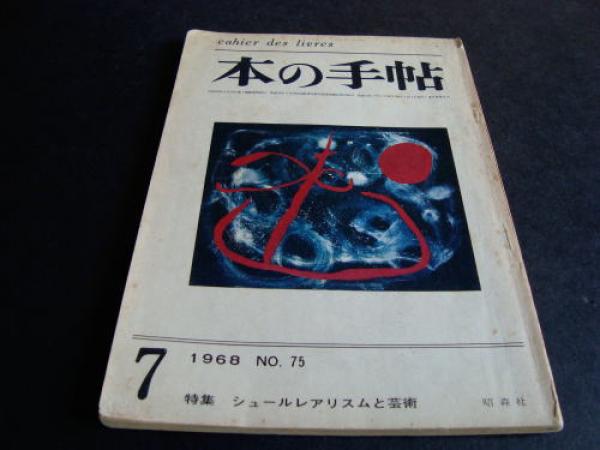 cahier des livres
本の手帖
7 1968 NO. 75
特集 シュールレアリスムと芸術 昭森社